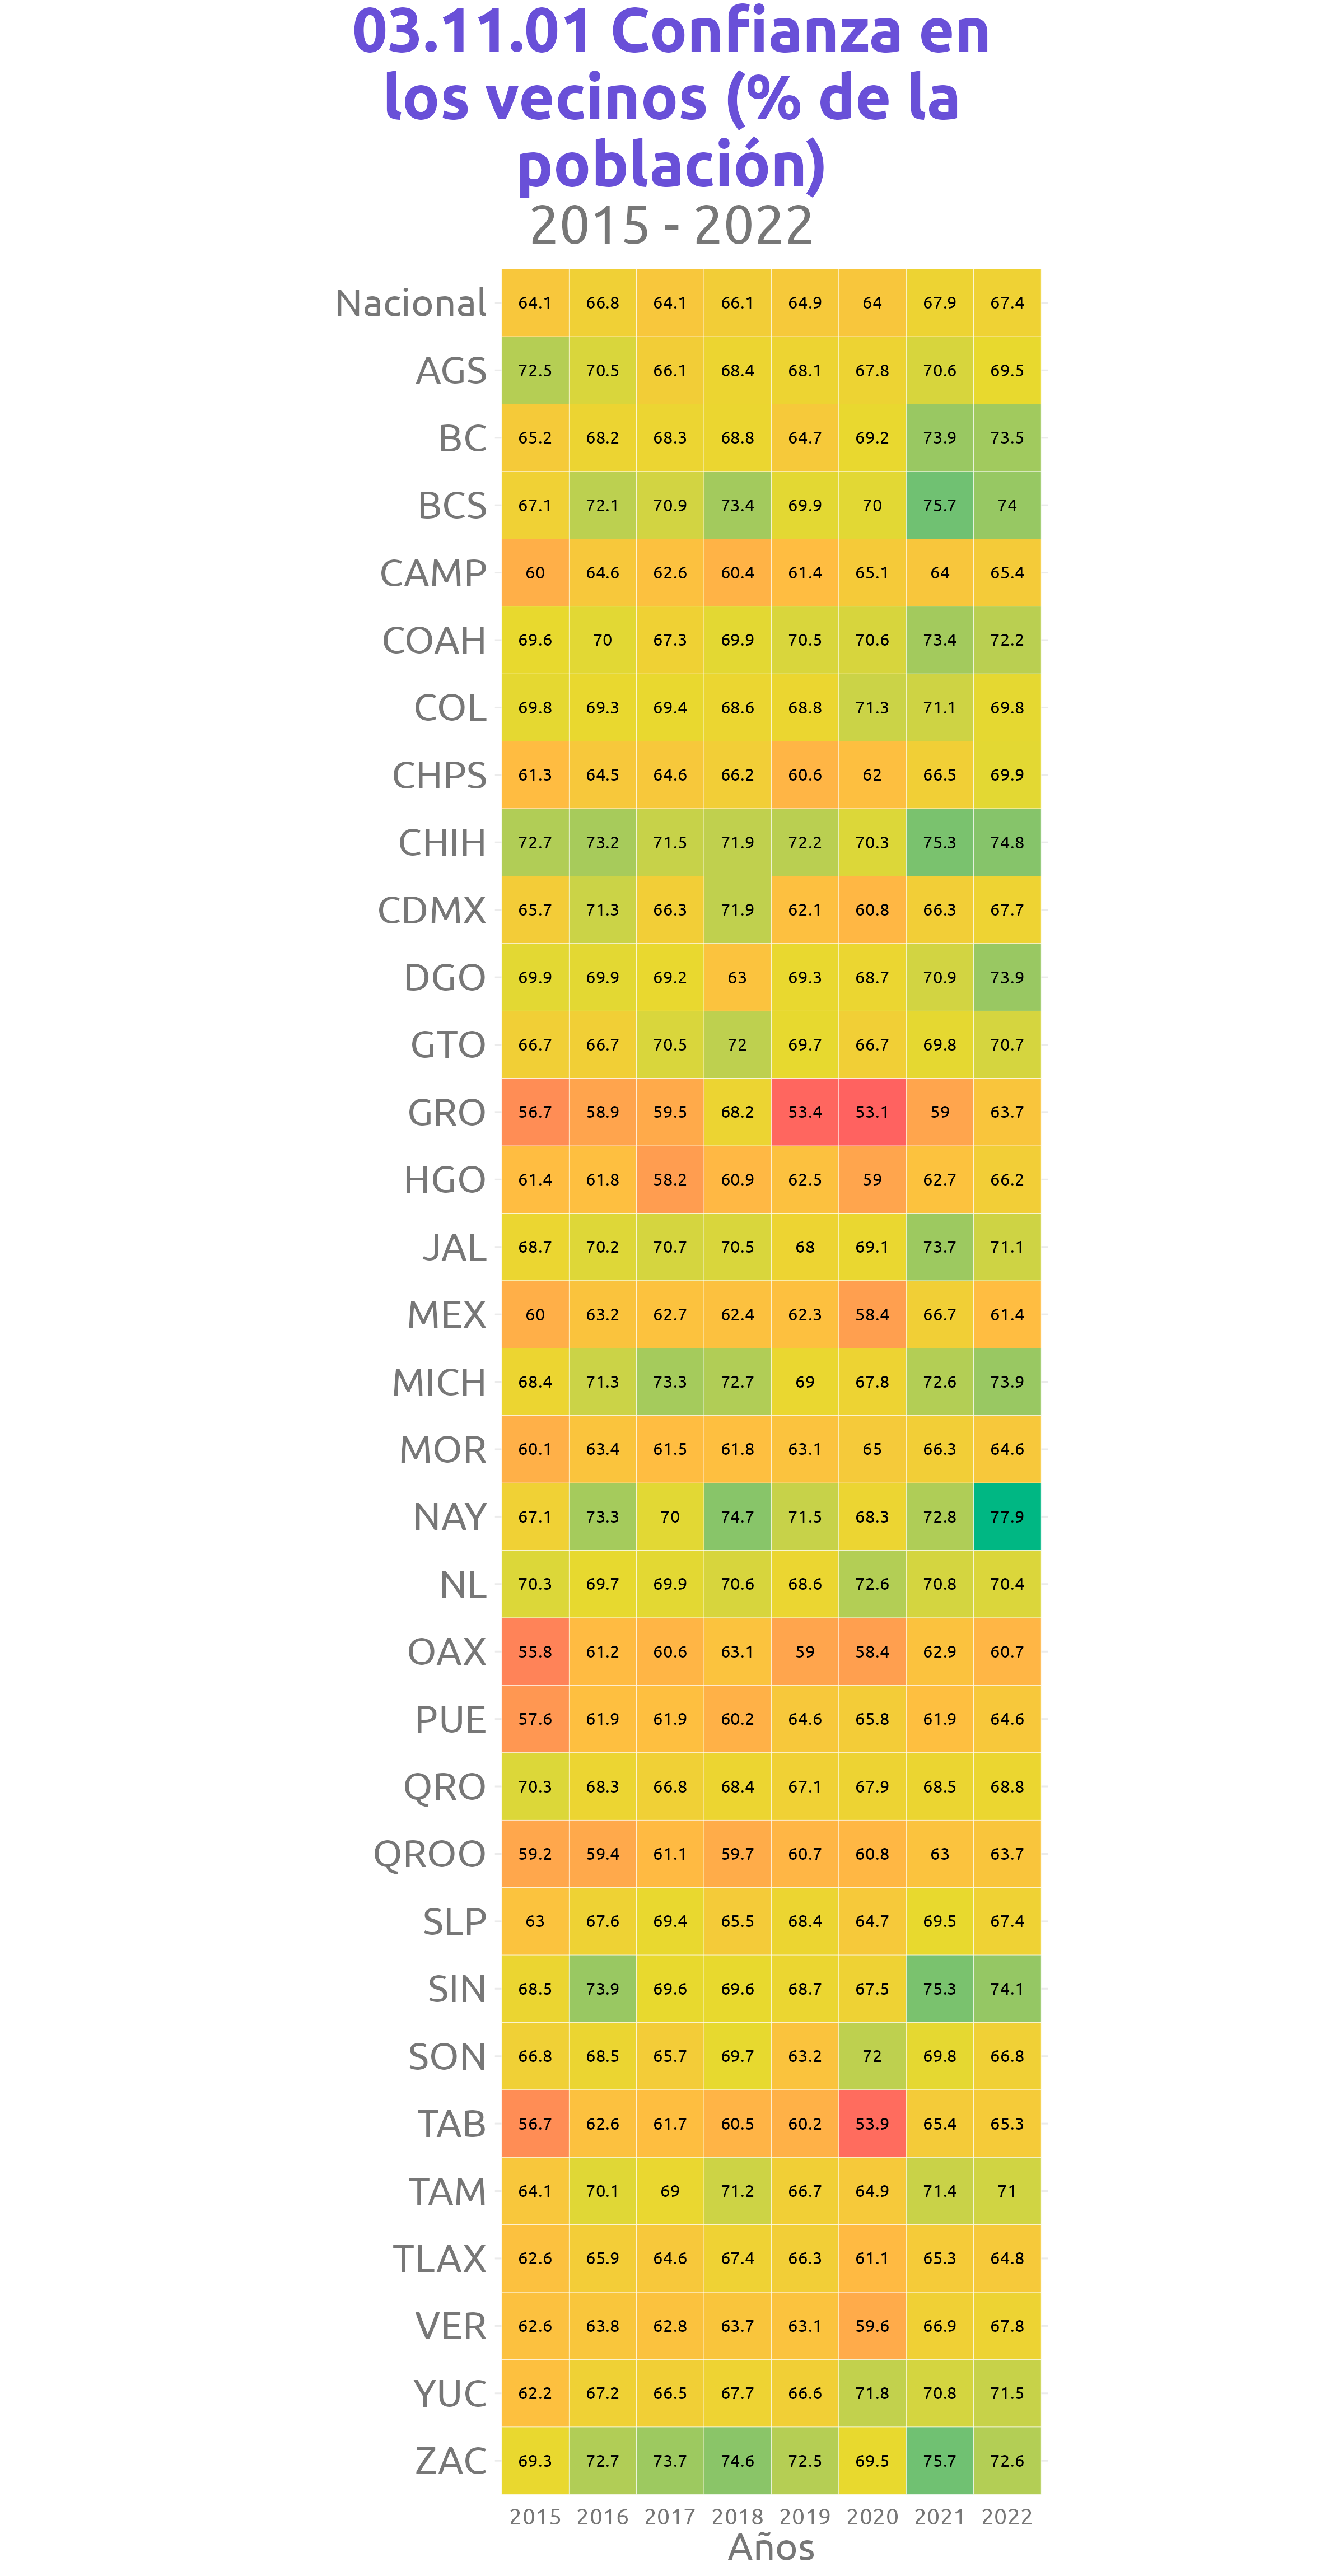 03.11.01 Confianza en
los vecinos (% de la
población)
2015 - 2022
Nacional 64.1 66.8 64.1 66.1 64.9 64 67.9 67.4
AGS 72.5 70.5 66.1 68.4 68.1 67.8 70.6 69.5
BC 65.2 68.2 68.3 68.8 64.7 69.2 73.9 73.5
BCS 67.1 72.1 70.9 73.4 69.9 70 75.7 74
CAMP 60 64.6 62.6 60.4 61.4 65.1 64 65.4
COAH 69.6 70 67.3 69.9 70.5 70.6 73.4 72.2
COL 69.8 69.3 69.4 68.6 68.8 71.3 71.1 69.8
CHPS 61.3 64.5 64.6 66.2 60.6 62 66.5 69.9
CHIH 72.7 73.2 71.5 71.9 72.2 70.3 75.3 74.8
CDMX 65.7 71.3 66.3 71.9 62.1 60.8 66.3 67.7
DGO 69.9 69.9 69.2 63 69.3 68.7 70.9 73.9
GTO 66.7 66.7 70.5 72 69.7 66.7 69.8 70.7
GRO 56.7 58.9 59.5 68.2 53.4 53.1 59 63.7
HGO 61.4 61.8 58.2 60.9 62.5 59 62.7 66.2
JAL 68.7 70.2 70.7 70.5 68 69.1 73.7 71.1
MEX 60 63.2 62.7 62.4 62.3 58.4 66.7 61.4
MICH 68.4 71.3 73.3 72.7 69 67.8 72.6 73.9
MOR 60.1 63.4 61.5 61.8 63.1 65 66.3 64.6
NAY 67.1 73.3 70 74.7 71.5 68.3 72.8 77.9
NL 70.3 69.7 69.9 70.6 68.6 72.6 70.8 70.4
OAX 55.8 61.2 60.6 63.1 59 58.4 62.9 60.7
PUE 57.6 61.9 61.9 60.2 64.6 65.8 61.9 64.6
QRO 70.3 68.3 66.8 68.4 67.1 67.9 68.5 68.8
QROO 59.2 59.4 61.1 59.7 60.7 60.8 63 63.7
SLP 63 67.6 69.4 65.5 68.4 64.7 69.5 67.4
SIN 68.5 73.9 69.6 69.6 68.7 67.5 75.3 74.1
SON 66.8 68.5 65.7 69.7 63.2 72 69.8 66.8
TAB 56.7 62.6 61.7 60.5 60.2 53.9 65.4 65.3
TAM 64.1 70.1 69 71.2 66.7 64.9 71.4 71
TLAX 62.6 65.9 64.6 67.4 66.3 61.1 65.3 64.8
VER 62.6 63.8 62.8 63.7 63.1 59.6 66.9 67.8
YUC 62.2 67.2 66.5 67.7 66.6 71.8 70.8 71.5
ZAC 69.3 72.7 73.7 74.6 72.5 69.5 75.7 72.6
2015 2016 2017 2018 2019 2020 2021 2022
Años